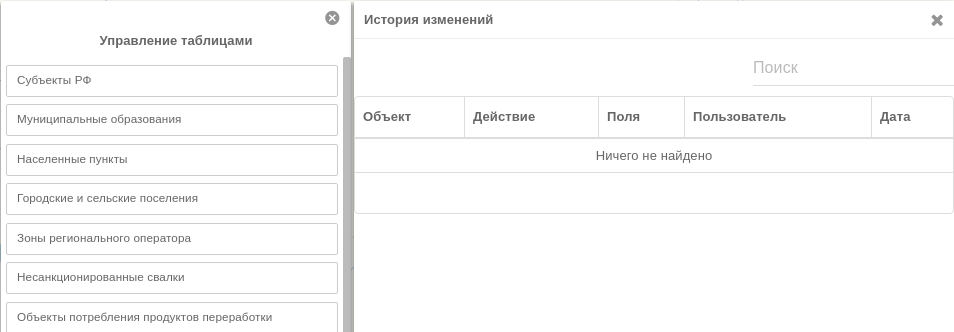 Управление таблицами
Субъекты РФ
Муниципальные образования
Населенные пункты
Городские и сельские поселения
Зоны регионального оператора
Несанкционированные свалки
Объекты потребления продуктов переработки
История изменений
Поиск
Объект Действие Поля Пользователь Дата
Ничего не найдено